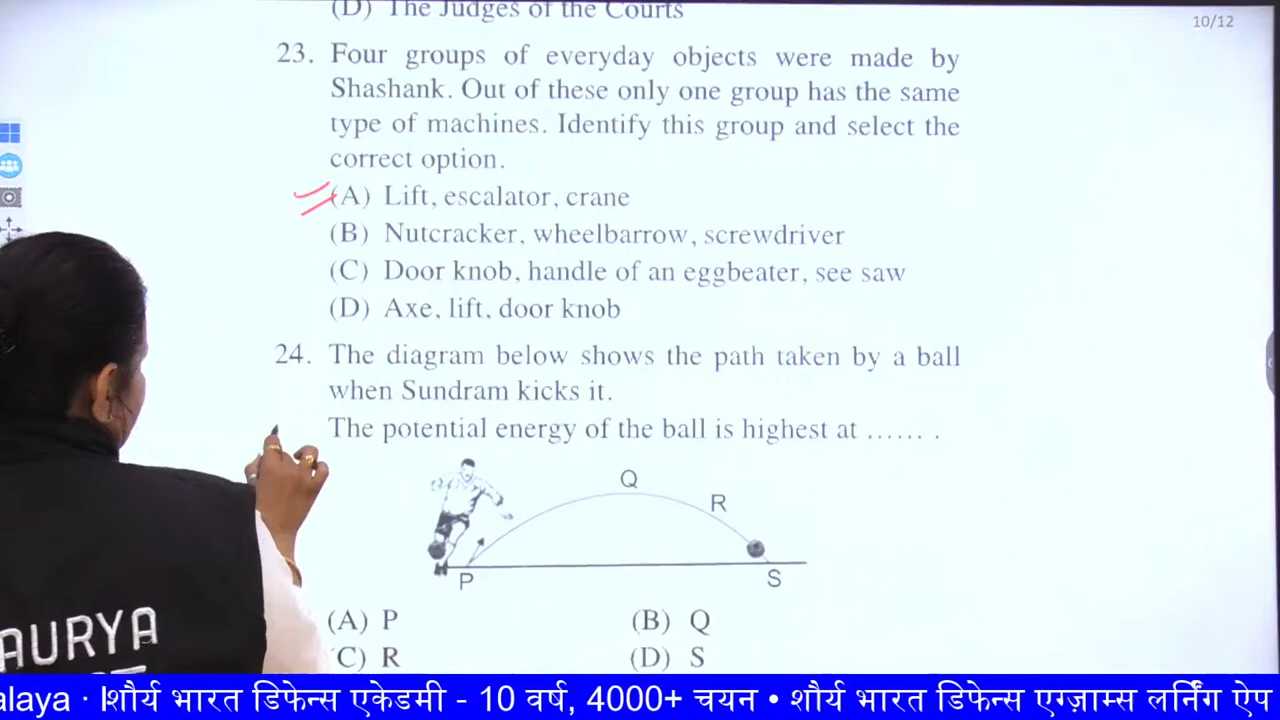 (D) The Judges of the Courts
10/12
23. Four groups of everyday objects were made by
Shashank. Out of these only one group has the same
type of machines. Identify this group and select the
correct option.
(A) Lift, escalator, crane
(B) Nutcracker, wheelbarrow, screwdriver
(C) Door knob, handle of an eggbeater, see saw
(D) Axe, lift, door knob
24. The diagram below shows the path taken by a ball
when Sundram kicks it.
The potential energy of the ball is highest at ....... .
Q
R
P
S
(A) P (B) Q
C) R (D) S
AURYA
alaya · शौर्य भारत डिफेन्स एकेडमी - 10 वर्ष, 4000+ चयन • शौर्य भारत डिफेन्स एग्ज़ाम्स लर्निंग ऐप